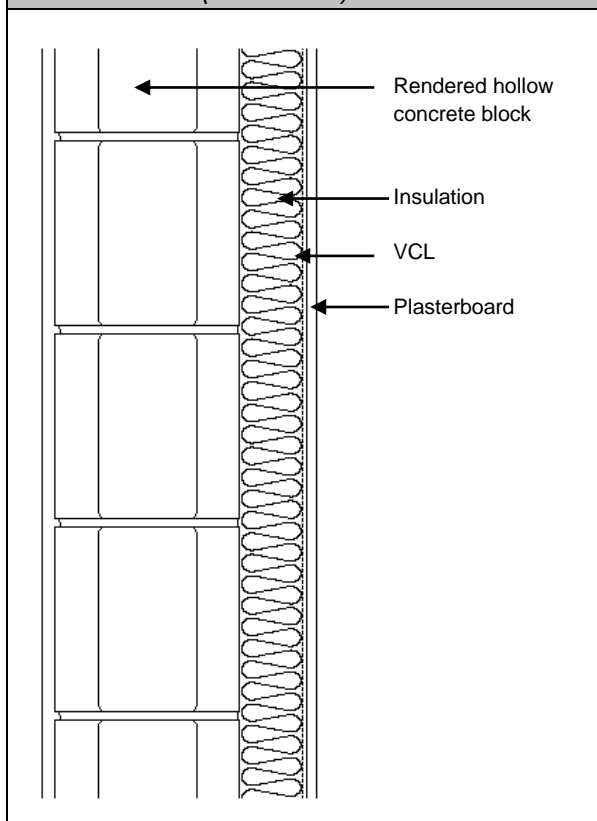 Rendered hollow
concrete block
Insulation
VCL
Plasterboard